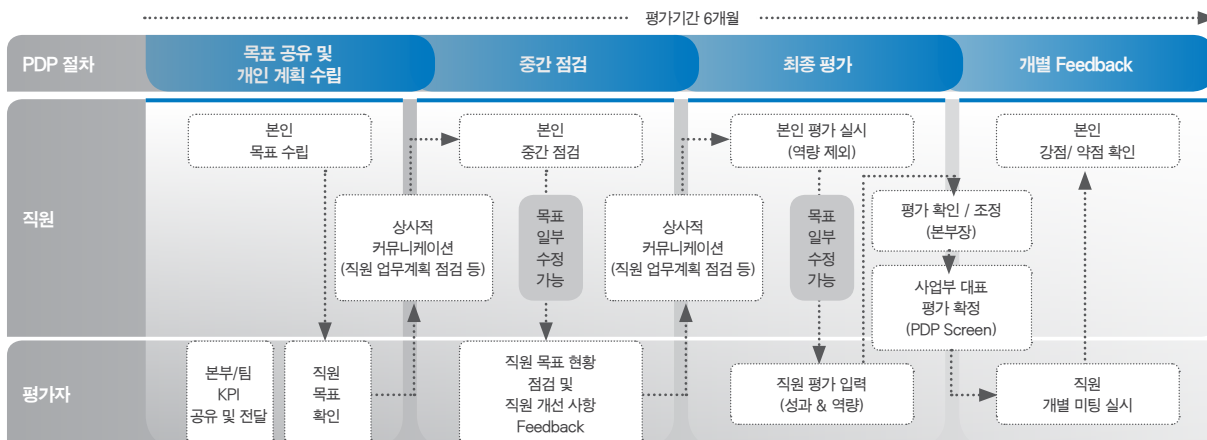 평가기간 6개월
PDP 절차
목표 공유 및
개인 계획 수립
중간 점검
최종 평가
개별 Feedback
직원
본인
목표 수립
본인
중간 점검
본인 평가 실시
(역량 제외)
본인
강점/ 약점 확인
상사적
커뮤니케이션
(직원 업무계획 점검 등)
목표
일부
수정
가능
상사적
커뮤니케이션
(직원 업무계획 점검 등)
목표
일부
수정
가능
평가 확인 / 조정
(본부장)
사업부 대표
평가 확정
(PDP Screen)
평가자
본부/팀
KPI
공유 및 전달
직원
목표
확인
직원 목표 현황
점검 및
직원 개선 사항
Feedback
직원 평가 입력
(성과 & 역량)
직원
개별 미팅 실시